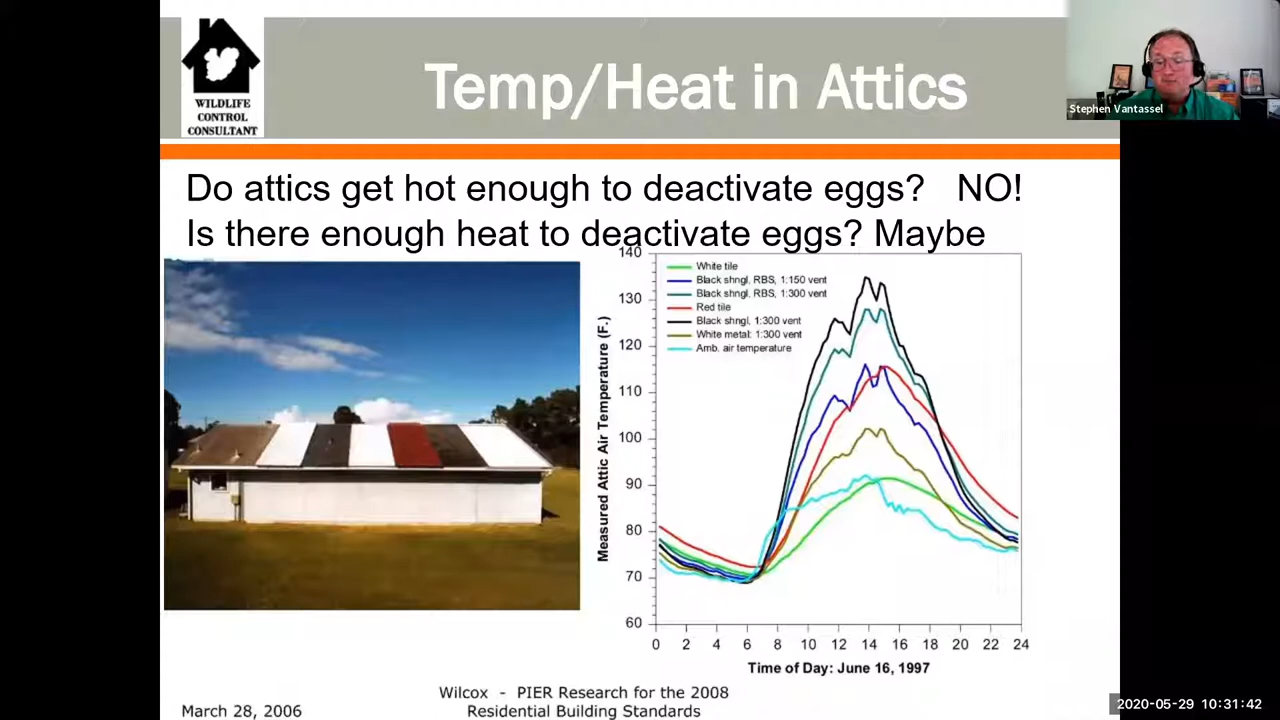 WILDLIFE
CONTROL
CONSULTANT
Temp/Heat in Attics
Stephen Vantassel
Do attics get hot enough to deactivate eggs? NO!
Is there enough heat to deactivate eggs? Maybe
Measured Attic Air Temperature (F.)
140
130
120
110
100
90
80
70
60
White tile
Black shngl, RBS, 1:150 vent
Black shngl, RBS, 1:300 vent
Red tile
Black shngl, 1:300 vent
White metal: 1:300 vent
Amb. air temperature
0 2 4 6 8 10 12 14 16 18 20 22 24
Time of Day: June 16, 1997
March 28, 2006
Wilcox - PIER Research for the 2008
Residential Building Standards
2020-05-29 10:31:42